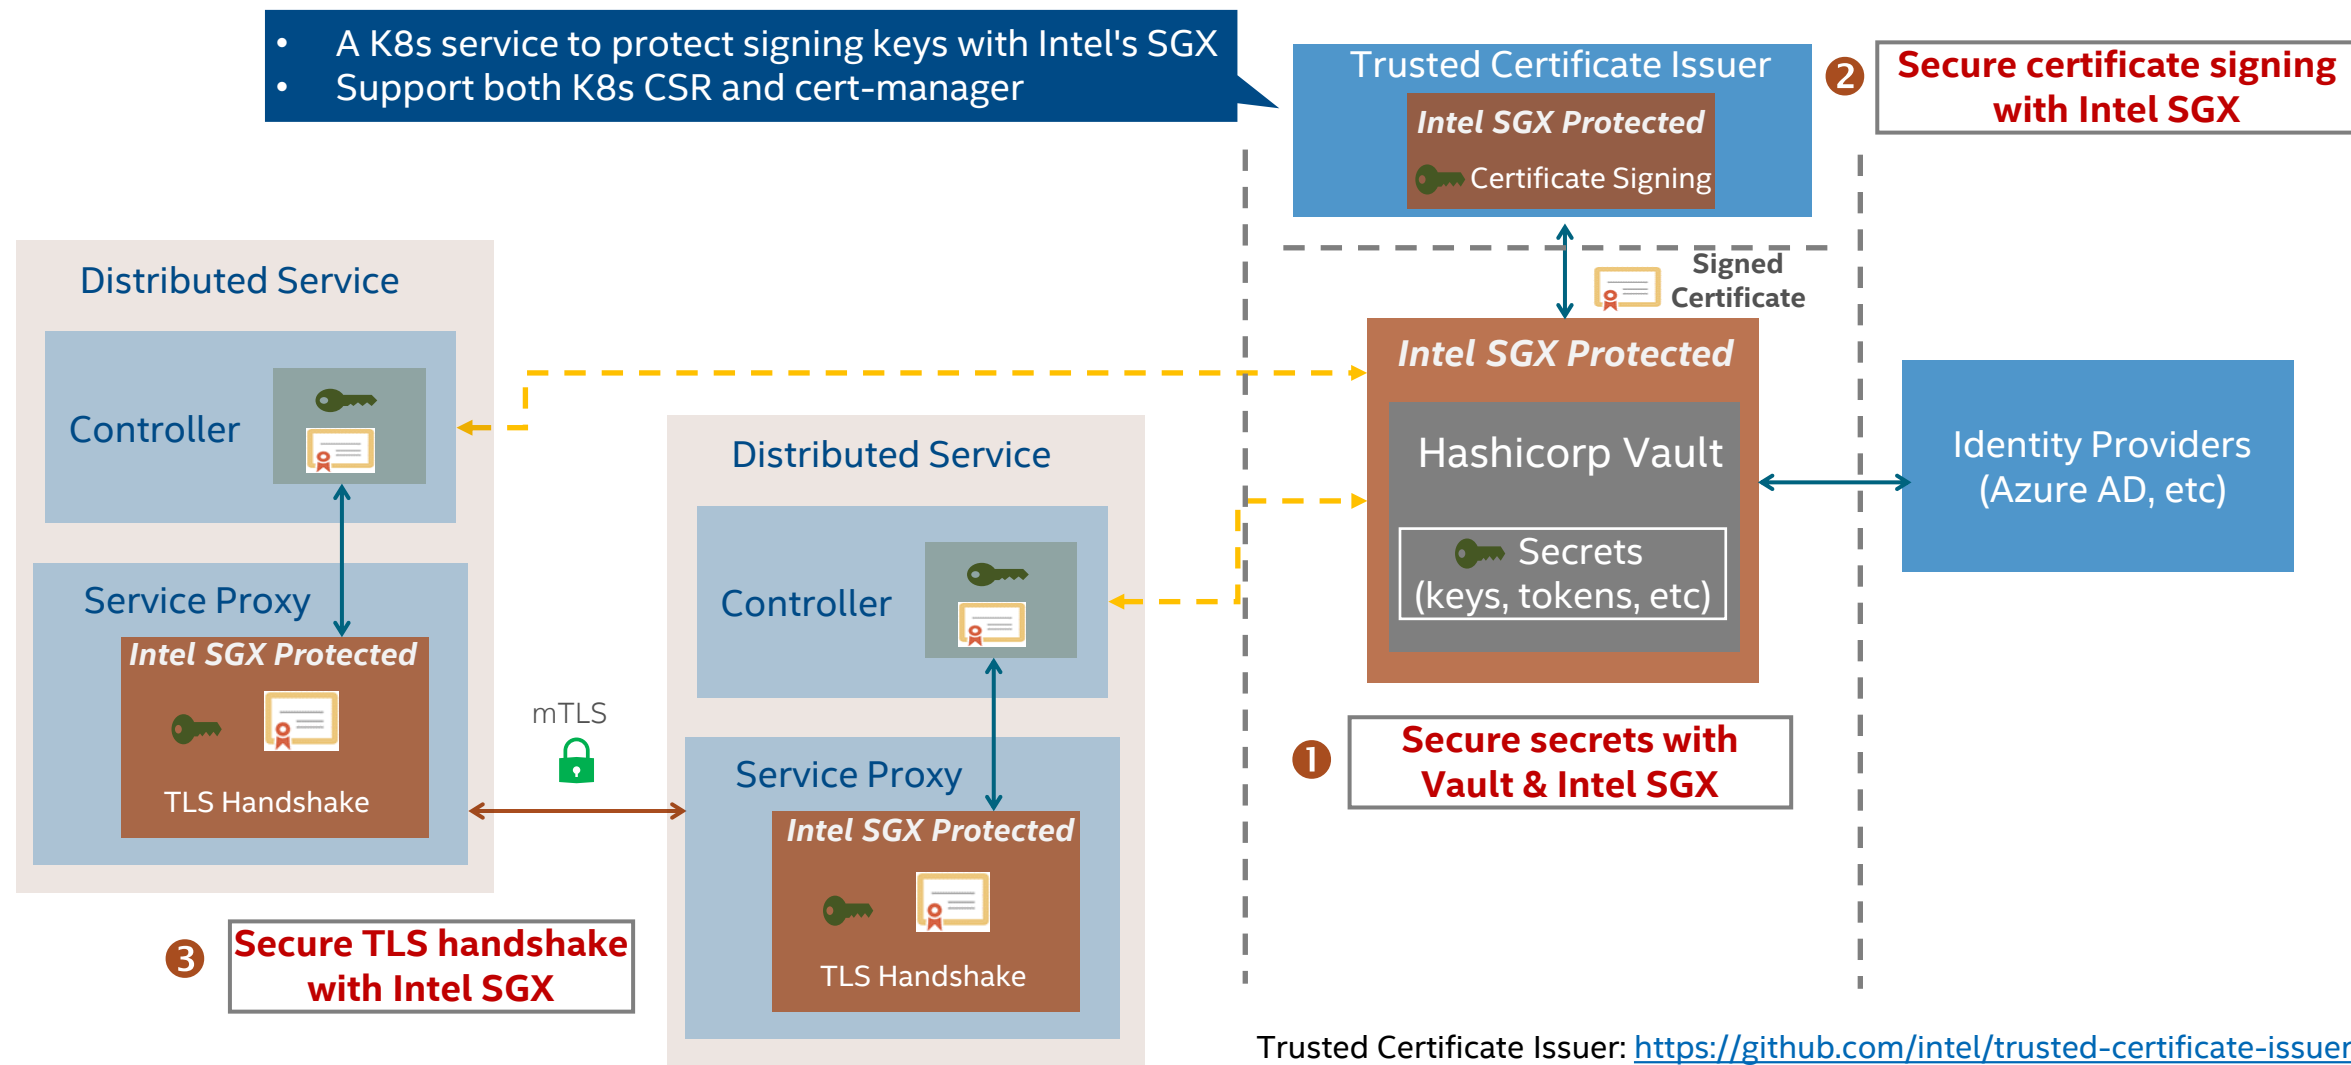 • A K8s service to protect signing keys with Intel's SGX
• Support both K8s CSR and cert-manager
Trusted Certificate Issuer
Intel SGX Protected
Certificate Signing
❷
Secure certificate signing
with Intel SGX
Signed
Certificate
Distributed Service
Controller
Service Proxy
Intel SGX Protected
TLS Handshake
mTLS
Distributed Service
Controller
Service Proxy
Intel SGX Protected
TLS Handshake
Intel SGX Protected
Hashicorp Vault
Secrets
(keys, tokens, etc)
Identity Providers
(Azure AD, etc)
❶
Secure secrets with
Vault & Intel SGX
❸
Secure TLS handshake
with Intel SGX
Trusted Certificate Issuer: https://github.com/intel/trusted-certificate-issuer